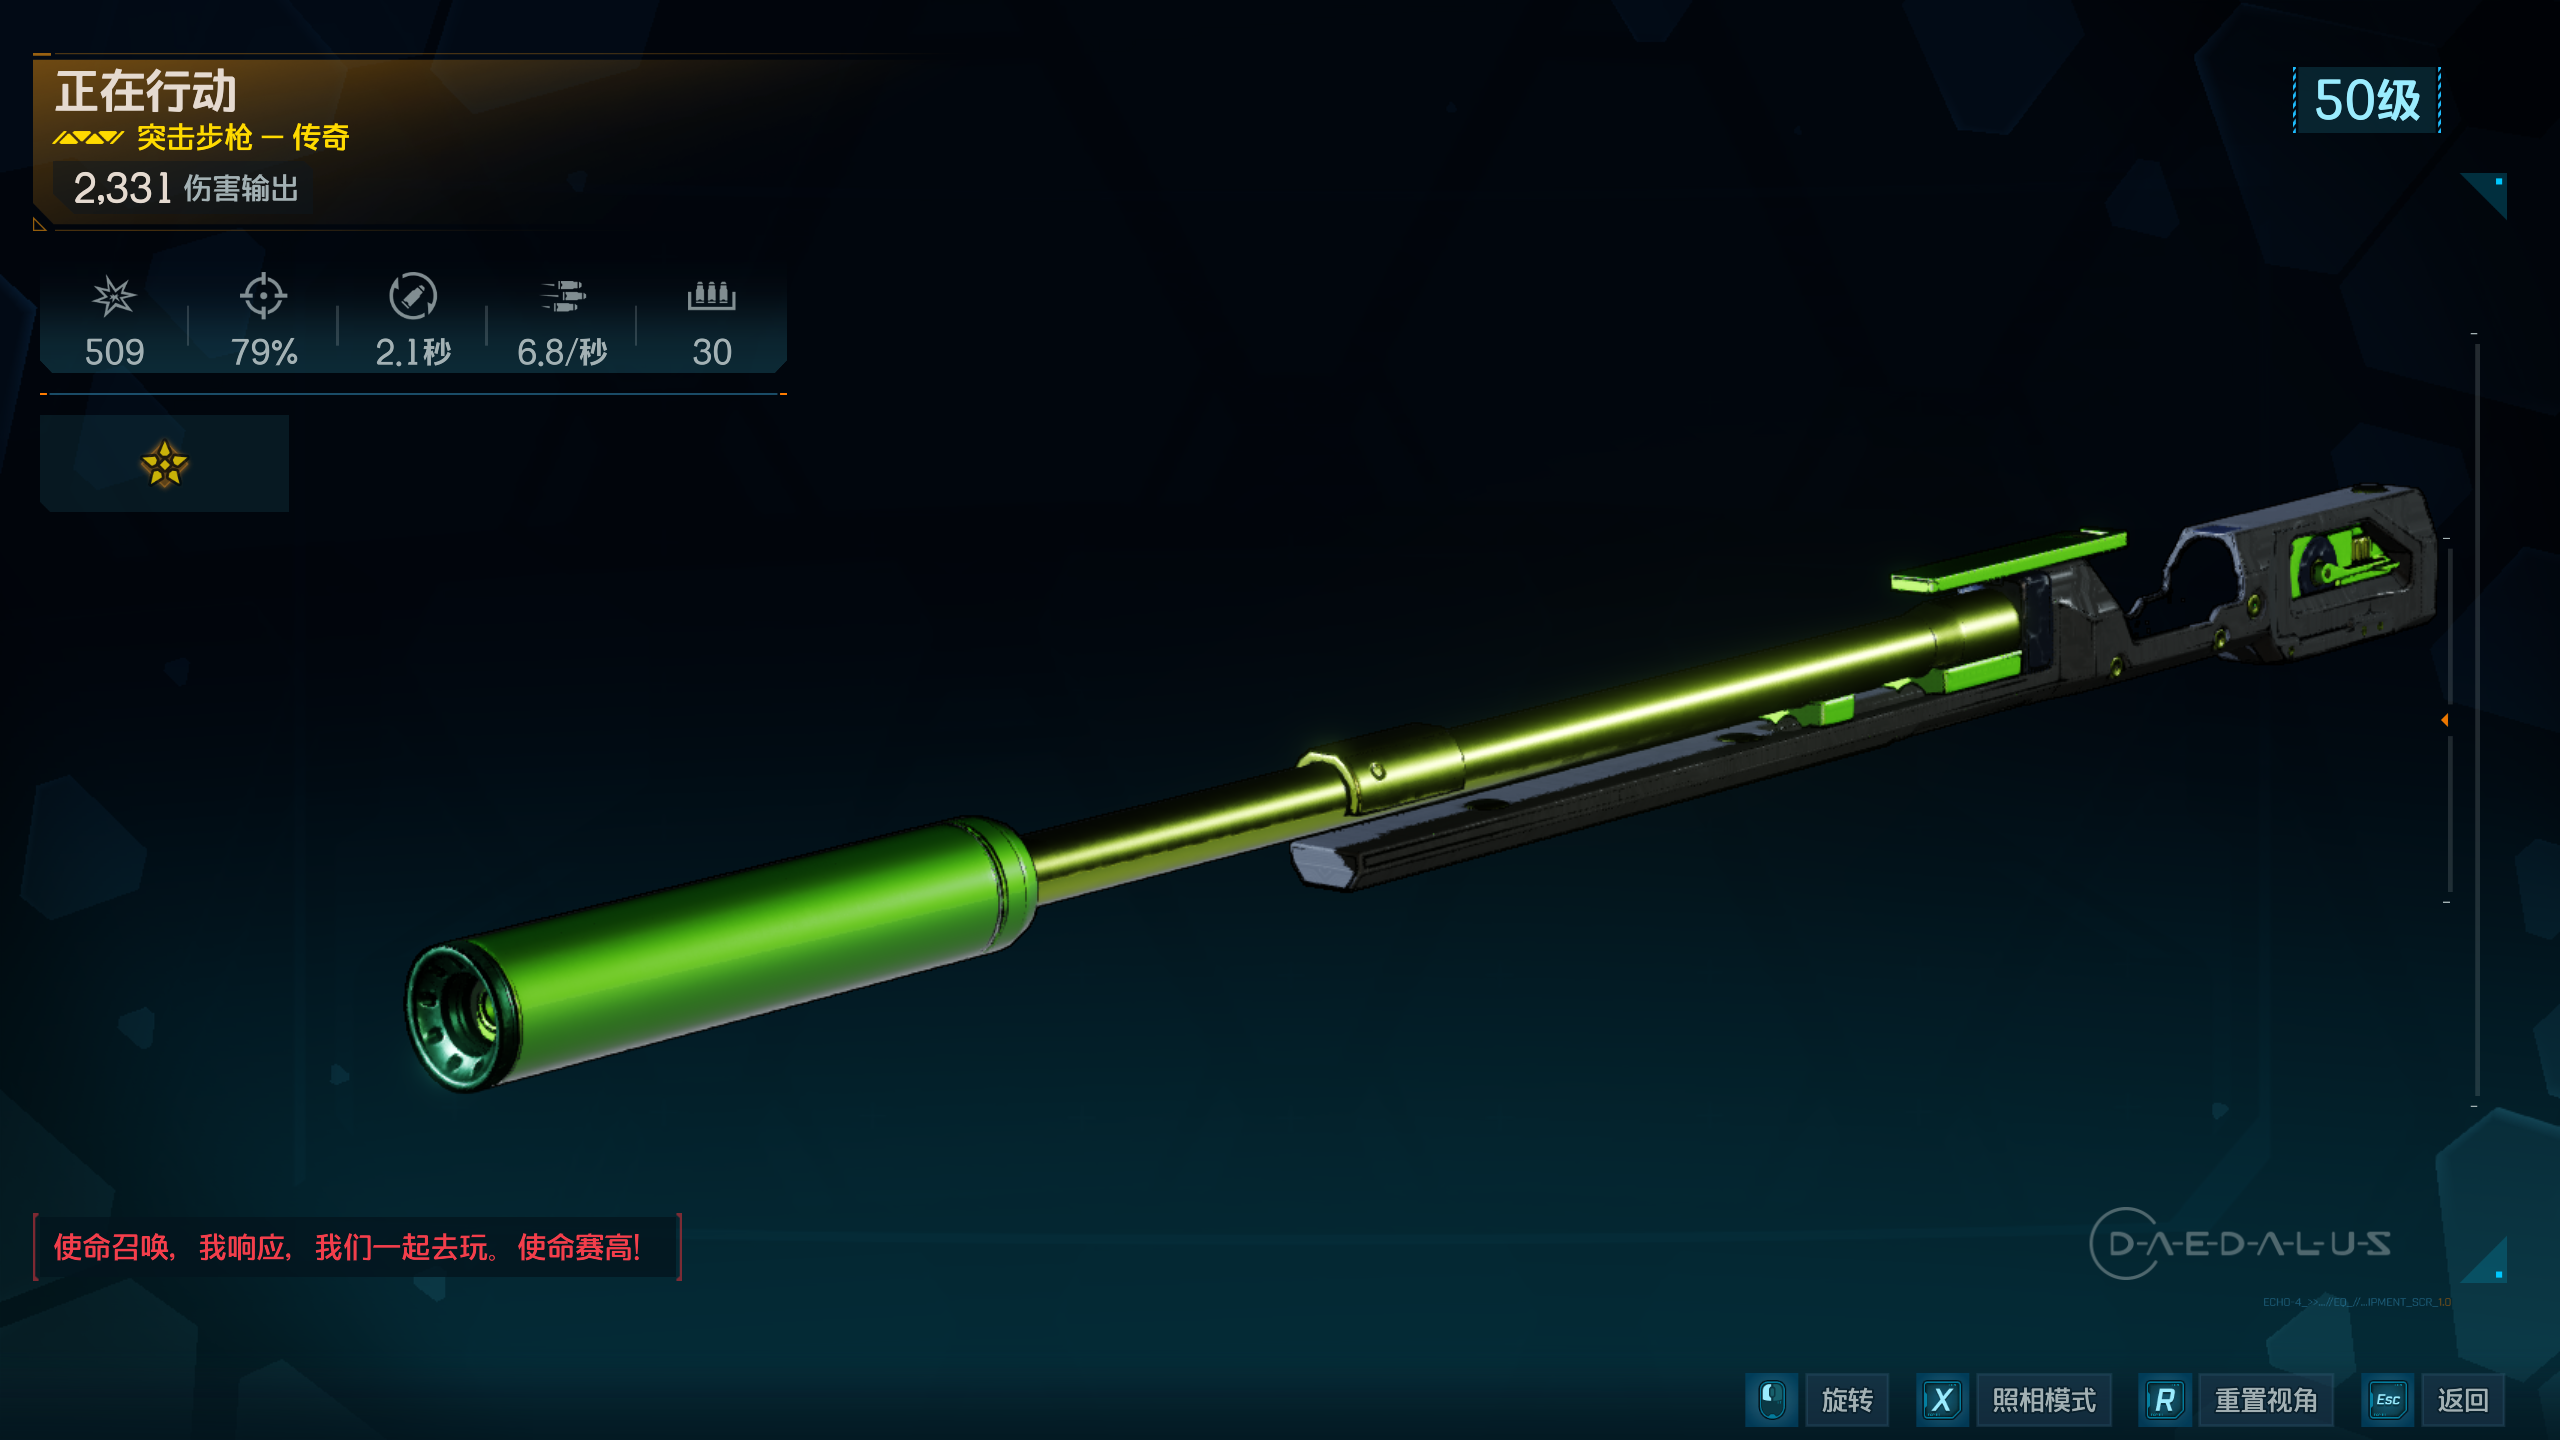 正在行动
突击步枪 — 传奇
2,331 伤害输出
50级
509 79% 2.1秒 6.8/秒 30
使命召唤，我响应，我们一起去玩。使命赛高!
D-A-E-D-A-L-U-S
旋转 X 照相模式 R 重置视角 Esc 返回